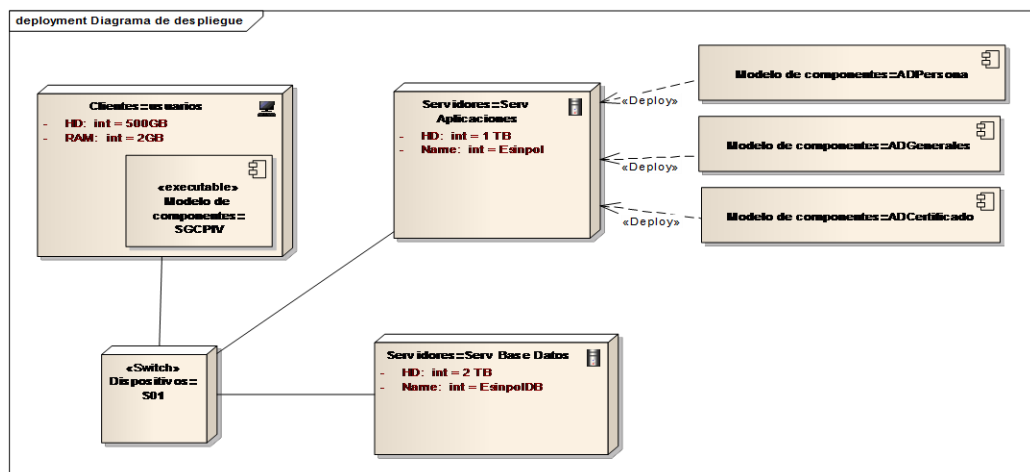 deployment Diagrama de despliegue
Clientes=usuarios
- HD: int = 500GB
- RAM: int = 2GB
«executable»
Modelo de
componentes=
SGCPIV
Servidores=Serv
Aplicaciones
- HD: int = 1 TB
- Name: int = Esinpol
«Deploy»
Modelo de componentes=ADPersona
«Deploy»
Modelo de componentes=ADGenerales
«Deploy»
Modelo de componentes=ADCertificado
«Switch»
Dispositivos=
S01
Servidores=Serv Base Datos
- HD: int = 2 TB
- Name: int = EsinpolDB